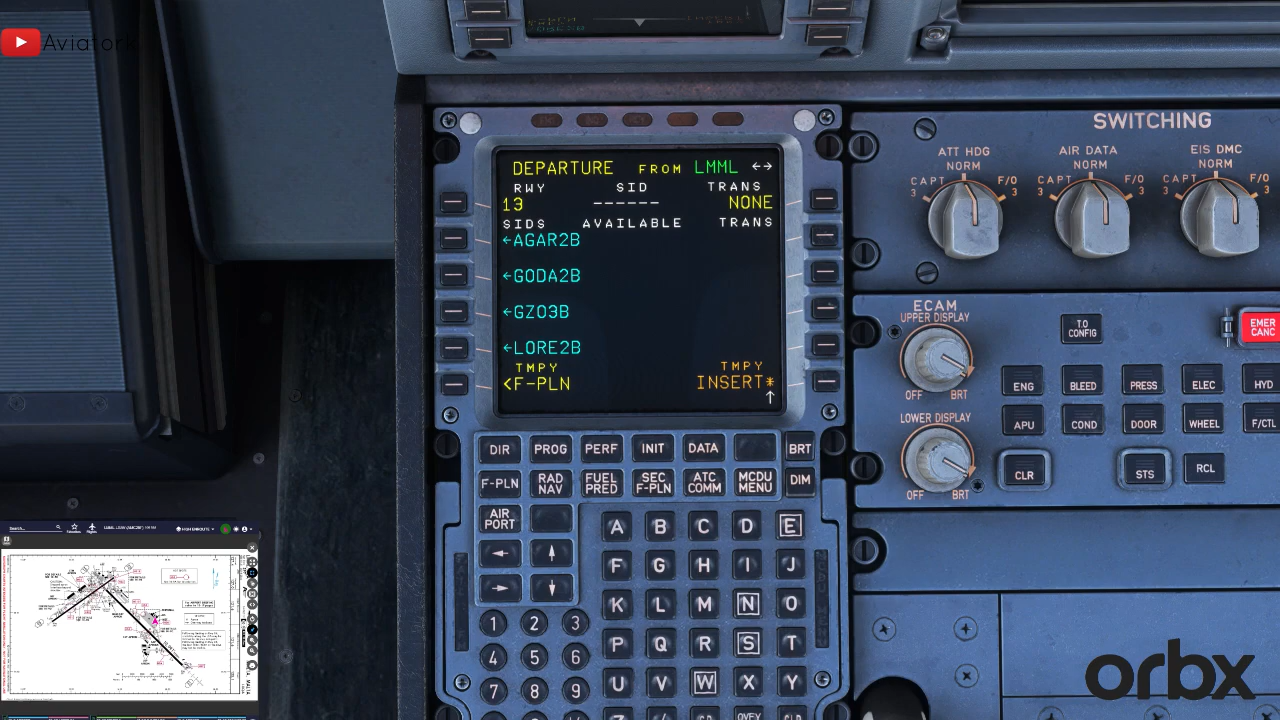 Aviatork
DEPARTURE FROM LMML ←→
RWY SID TRANS
13 ------ NONE
SIDS AVAILABLE TRANS
←AGAR2B
←GODA2B
←GZO3B
←LORE2B
TMPY TMPY
<F-PLN INSERT*
↑
DIR PROG PERF INIT DATA BRT
F-PLN RAD NAV FUEL PRED SEC F-PLN ATC COMM MCDU MENU DIM
AIR PORT
← ↑
→ ↓
A B C D E
F G H I J
K L M N O
P Q R S T
U V W X Y
1 2 3
4 5 6
7 8 9
SWITCHING
ATT HDG AIR DATA EIS DMC
NORM NORM NORM
CAPT 3 F/O 3 CAPT 3 F/O 3 CAPT 3 F/O 3
ECAM
UPPER DISPLAY
OFF BRT
LOWER DISPLAY
OFF BRT
T.O CONFIG
EMER CANC
ENG BLEED PRESS ELEC HYD
APU COND DOOR WHEEL F/CTL
CLR STS RCL
orbx